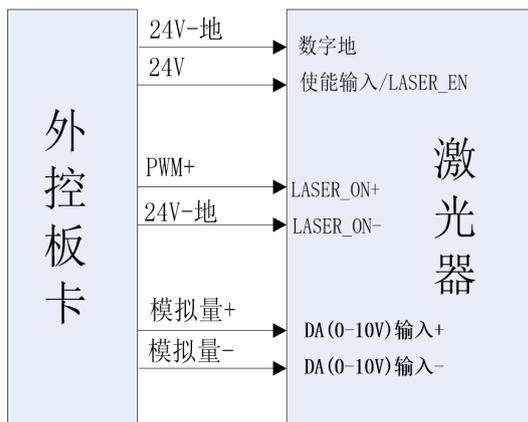 外控板卡
24V-地
数字地
24V
使能输入/LASER_EN
PWM+
LASER_ON+
24V-地
LASER_ON-
模拟量+
DA(0-10V)输入+
模拟量-
DA(0-10V)输入-
激光器